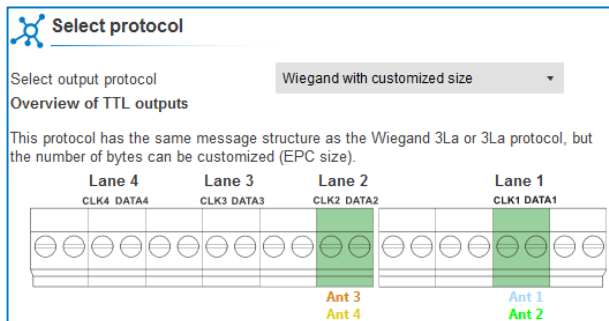 Select protocol
Select output protocol Wiegand with customized size
Overview of TTL outputs
This protocol has the same message structure as the Wiegand 3La or 3La protocol, but
the number of bytes can be customized (EPC size).
Lane 4 Lane 3 Lane 2 Lane 1
CLK4 DATA4 CLK3 DATA3 CLK2 DATA2 CLK1 DATA1
Ant 3 Ant 1
Ant 4 Ant 2